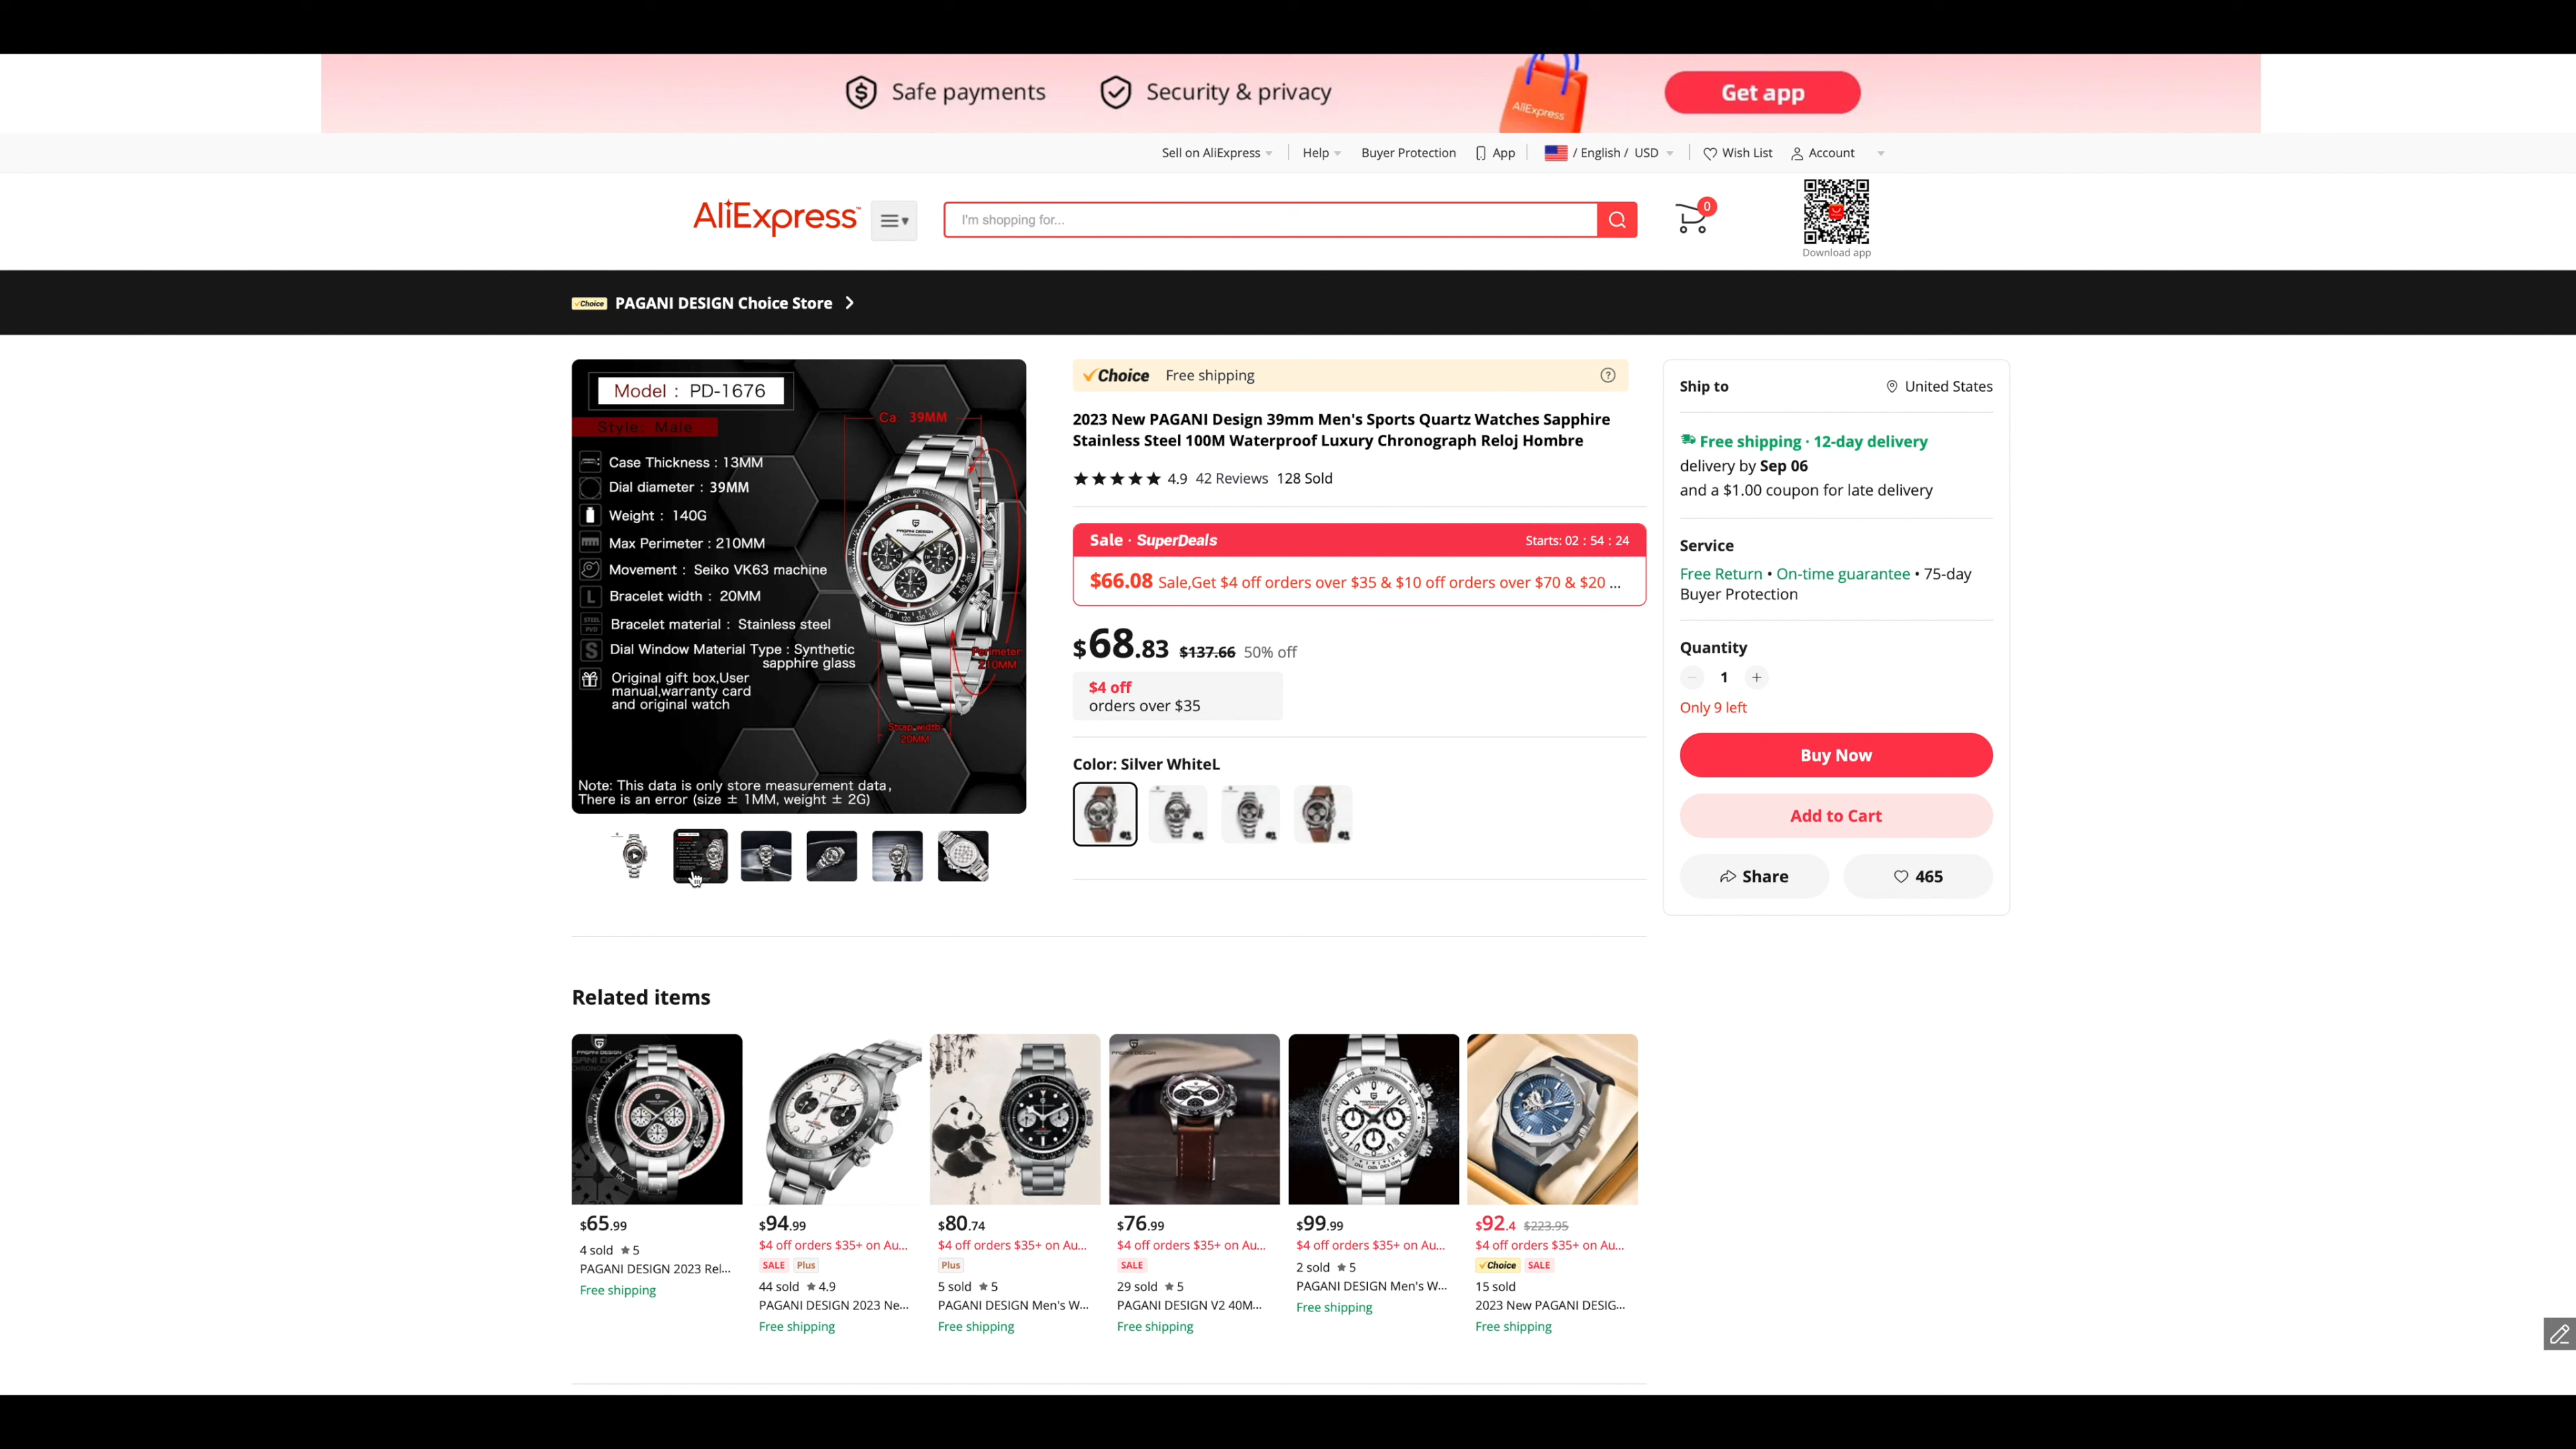 Safe payments
Security & privacy
AliExpress
Get app
Sell on AliExpress
Help
Buyer Protection
App
/ English / USD
Wish List
Account
AliExpress
I'm shopping for...
0
Download app
Choice PAGANI DESIGN Choice Store
Model : PD-1676
Style: Male
Ca. 39MM
Case Thickness : 13MM
Dial diameter : 39MM
Weight : 140G
Max Perimeter : 210MM
Movement : Seiko VK63 machine
Bracelet width : 20MM
Bracelet material : Stainless steel
Dial Window Material Type : Synthetic
sapphire glass
Original gift box,User
manual,warranty card
and original watch
Perimeter
210MM
Strap width
20MM
Note: This data is only store measurement data,
There is an error (size ± 1MM, weight ± 2G)
Choice Free shipping
2023 New PAGANI Design 39mm Men's Sports Quartz Watches Sapphire
Stainless Steel 100M Waterproof Luxury Chronograph Reloj Hombre
4.9 42 Reviews 128 Sold
Sale · SuperDeals
Starts: 02 : 54 : 24
$66.08 Sale,Get $4 off orders over $35 & $10 off orders over $70 & $20 ...
$68.83 $137.66 50% off
$4 off
orders over $35
Color: Silver WhiteL
Ship to
United States
Free shipping · 12-day delivery
delivery by Sep 06
and a $1.00 coupon for late delivery
Service
Free Return • On-time guarantee • 75-day
Buyer Protection
Quantity
1
Only 9 left
Buy Now
Add to Cart
Share
465
Related items
$65.99
4 sold ★ 5
PAGANI DESIGN 2023 Rel...
Free shipping
$94.99
$4 off orders $35+ on Au...
SALE Plus
44 sold ★ 4.9
PAGANI DESIGN 2023 Ne...
Free shipping
$80.74
$4 off orders $35+ on Au...
Plus
5 sold ★ 5
PAGANI DESIGN Men's W...
Free shipping
$76.99
$4 off orders $35+ on Au...
SALE
29 sold ★ 5
PAGANI DESIGN V2 40M...
Free shipping
$99.99
$4 off orders $35+ on Au...
2 sold ★ 5
PAGANI DESIGN Men's W...
Free shipping
$92.4 $223.95
$4 off orders $35+ on Au...
Choice SALE
15 sold
2023 New PAGANI DESIG...
Free shipping